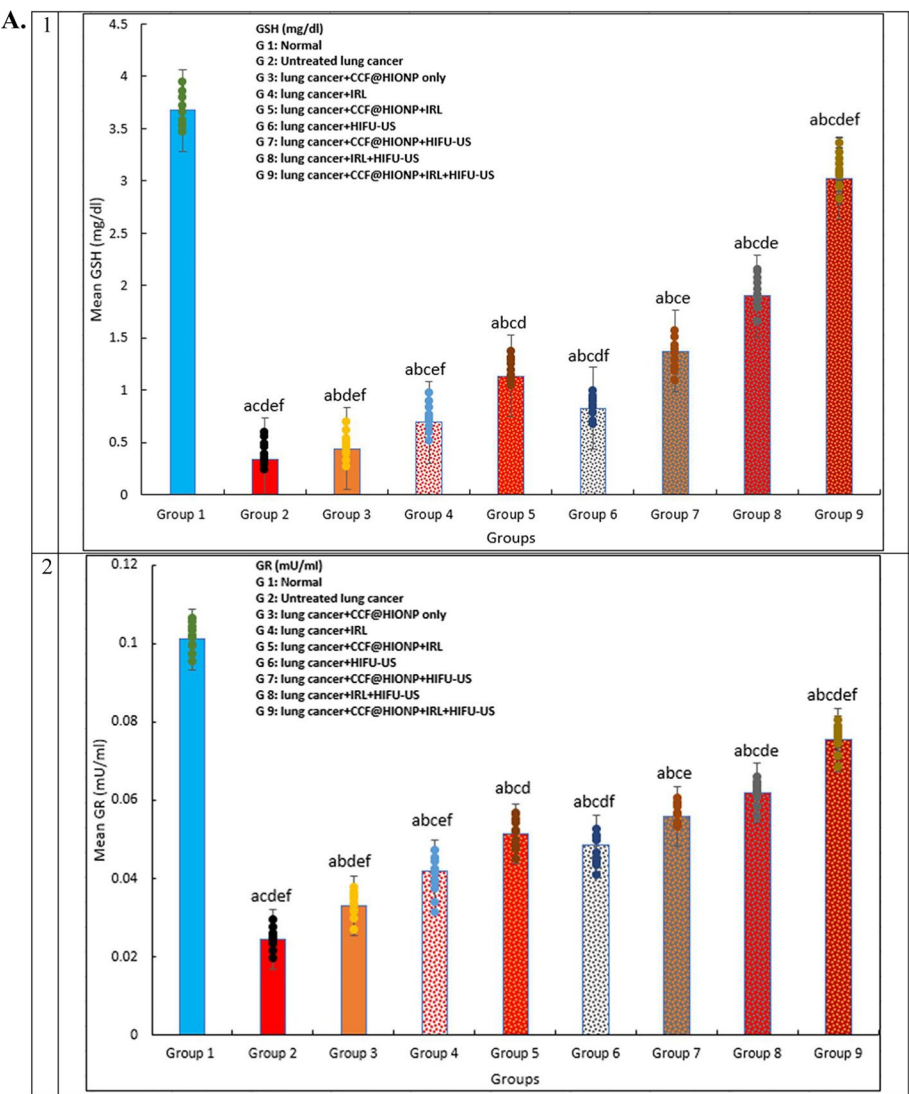 A.
1
GSH (mg/dl)
G 1: Normal
G 2: Untreated lung cancer
G 3: lung cancer+CCF@HIONP only
G 4: lung cancer+IRL
G 5: lung cancer+CCF@HIONP+IRL
G 6: lung cancer+HIFU-US
G 7: lung cancer+CCF@HIONP+HIFU-US
G 8: lung cancer+IRL+HIFU-US
G 9: lung cancer+CCF@HIONP+IRL+HIFU-US
Mean GSH (mg/dl)
4.5
4
3.5
3
2.5
2
1.5
1
0.5
0
acdef
abdef
abcef
abcd
abcdf
abce
abcde
abcdef
Group 1
Group 2
Group 3
Group 4
Group 5
Group 6
Group 7
Group 8
Group 9
Groups
2
GR (mU/ml)
G 1: Normal
G 2: Untreated lung cancer
G 3: lung cancer+CCF@HIONP only
G 4: lung cancer+IRL
G 5: lung cancer+CCF@HIONP+IRL
G 6: lung cancer+HIFU-US
G 7: lung cancer+CCF@HIONP+HIFU-US
G 8: lung cancer+IRL+HIFU-US
G 9: lung cancer+CCF@HIONP+IRL+HIFU-US
Mean GR (mU/ml)
0.12
0.1
0.08
0.06
0.04
0.02
0
acdef
abdef
abcef
abcd
abcdf
abce
abcde
abcdef
Group 1
Group 2
Group 3
Group 4
Group 5
Group 6
Group 7
Group 8
Group 9
Groups